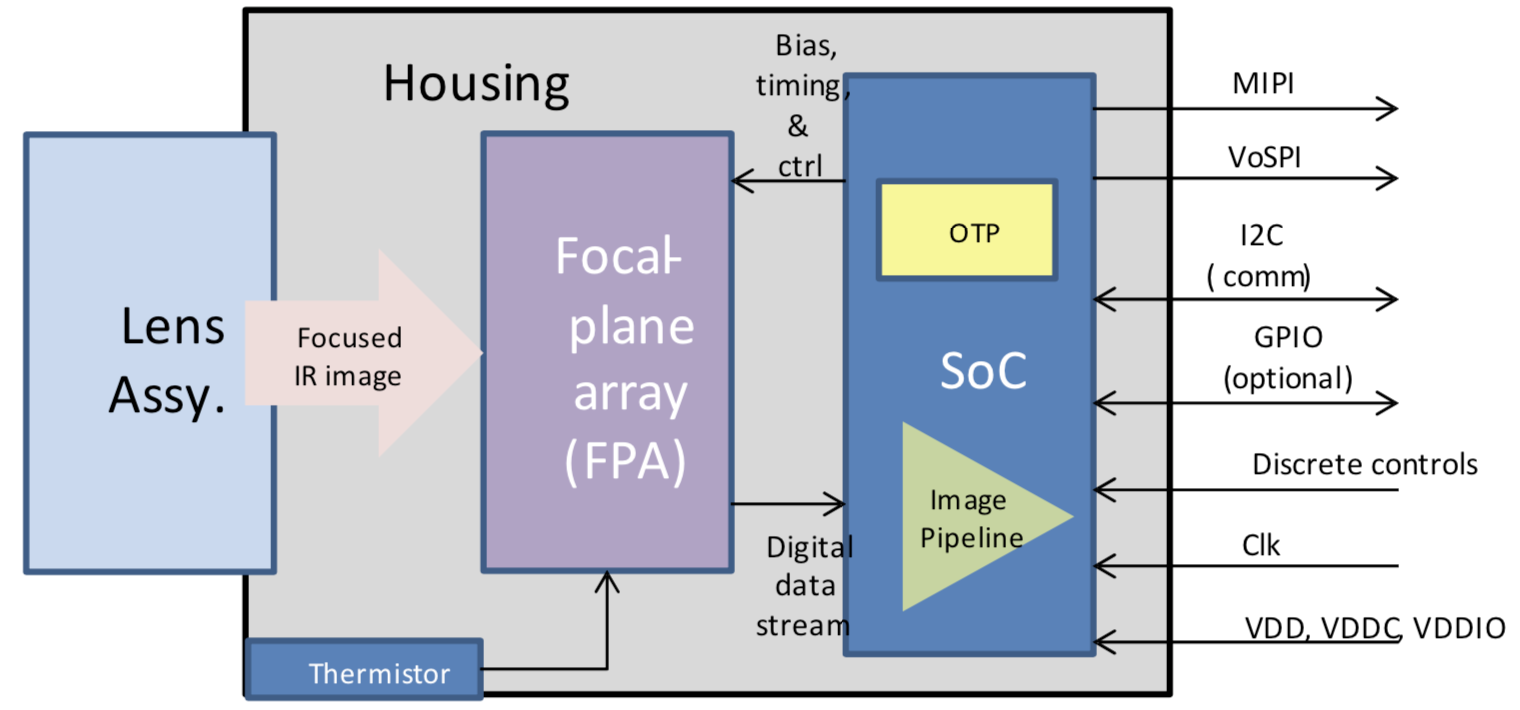 Housing
Bias,
timing,
&
ctrl
MIPI
VoSPI
OTP
I2C
( comm)
Focal-
plane
array
(FPA)
Lens
Assy.
Focused
IR image
SoC
GPIO
(optional)
Discrete controls
Image
Pipeline
Digital
data
stream
Clk
VDD, VDDC, VDDIO
Thermistor